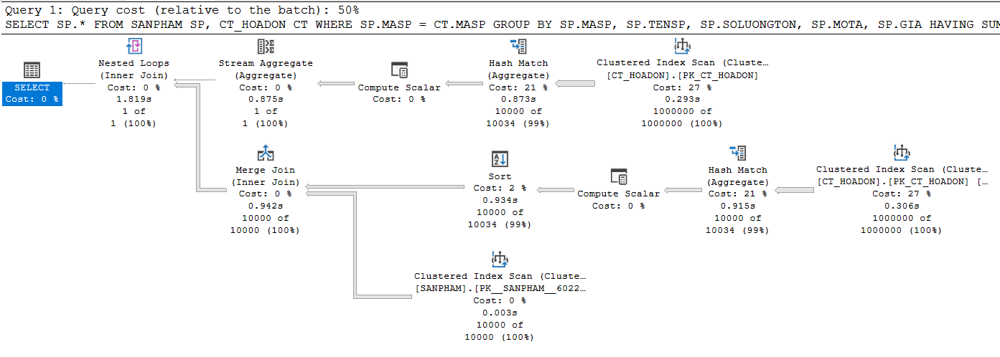 Query 1: Query cost (relative to the batch): 50%
SELECT SP.* FROM SANPHAM SP, CT_HOADON CT WHERE SP.MASP = CT.MASP GROUP BY SP.MASP, SP.TENSP, SP.SOLUONGTON, SP.MOTA, SP.GIA HAVING SUM
SELECT
Cost: 0 %
Nested Loops
(Inner Join)
Cost: 0 %
1.819s
1 of
1 (100%)
Stream Aggregate
(Aggregate)
Cost: 0 %
0.875s
1 of
1 (100%)
Compute Scalar
Cost: 0 %
Hash Match
(Aggregate)
Cost: 21 %
0.873s
10000 of
10034 (99%)
Clustered Index Scan (Cluste…
[CT_HOADON].[PK_CT_HOADON]
Cost: 27 %
0.293s
1000000 of
1000000 (100%)
Merge Join
(Inner Join)
Cost: 0 %
0.942s
10000 of
10000 (100%)
Sort
Cost: 2 %
0.934s
10000 of
10034 (99%)
Compute Scalar
Cost: 0 %
Hash Match
(Aggregate)
Cost: 21 %
0.915s
10000 of
10034 (99%)
Clustered Index Scan (Cluste…
[CT_HOADON].[PK_CT_HOADON] […
Cost: 27 %
0.306s
1000000 of
1000000 (100%)
Clustered Index Scan (Cluste…
[SANPHAM].[PK__SANPHAM__6022…
Cost: 0 %
0.003s
10000 of
10000 (100%)